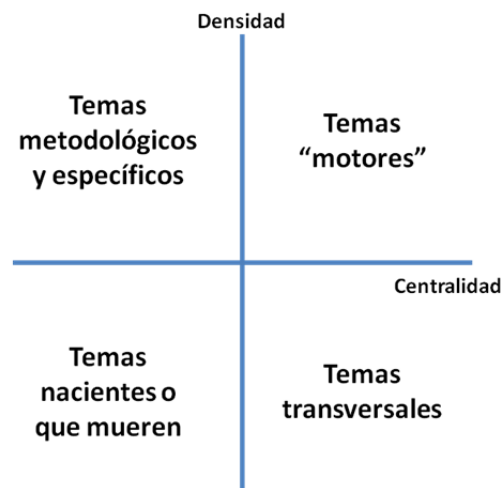 Densidad
Temas
metodológicos
y específicos
Temas
“motores”
Centralidad
Temas
nacientes o
que mueren
Temas
transversales